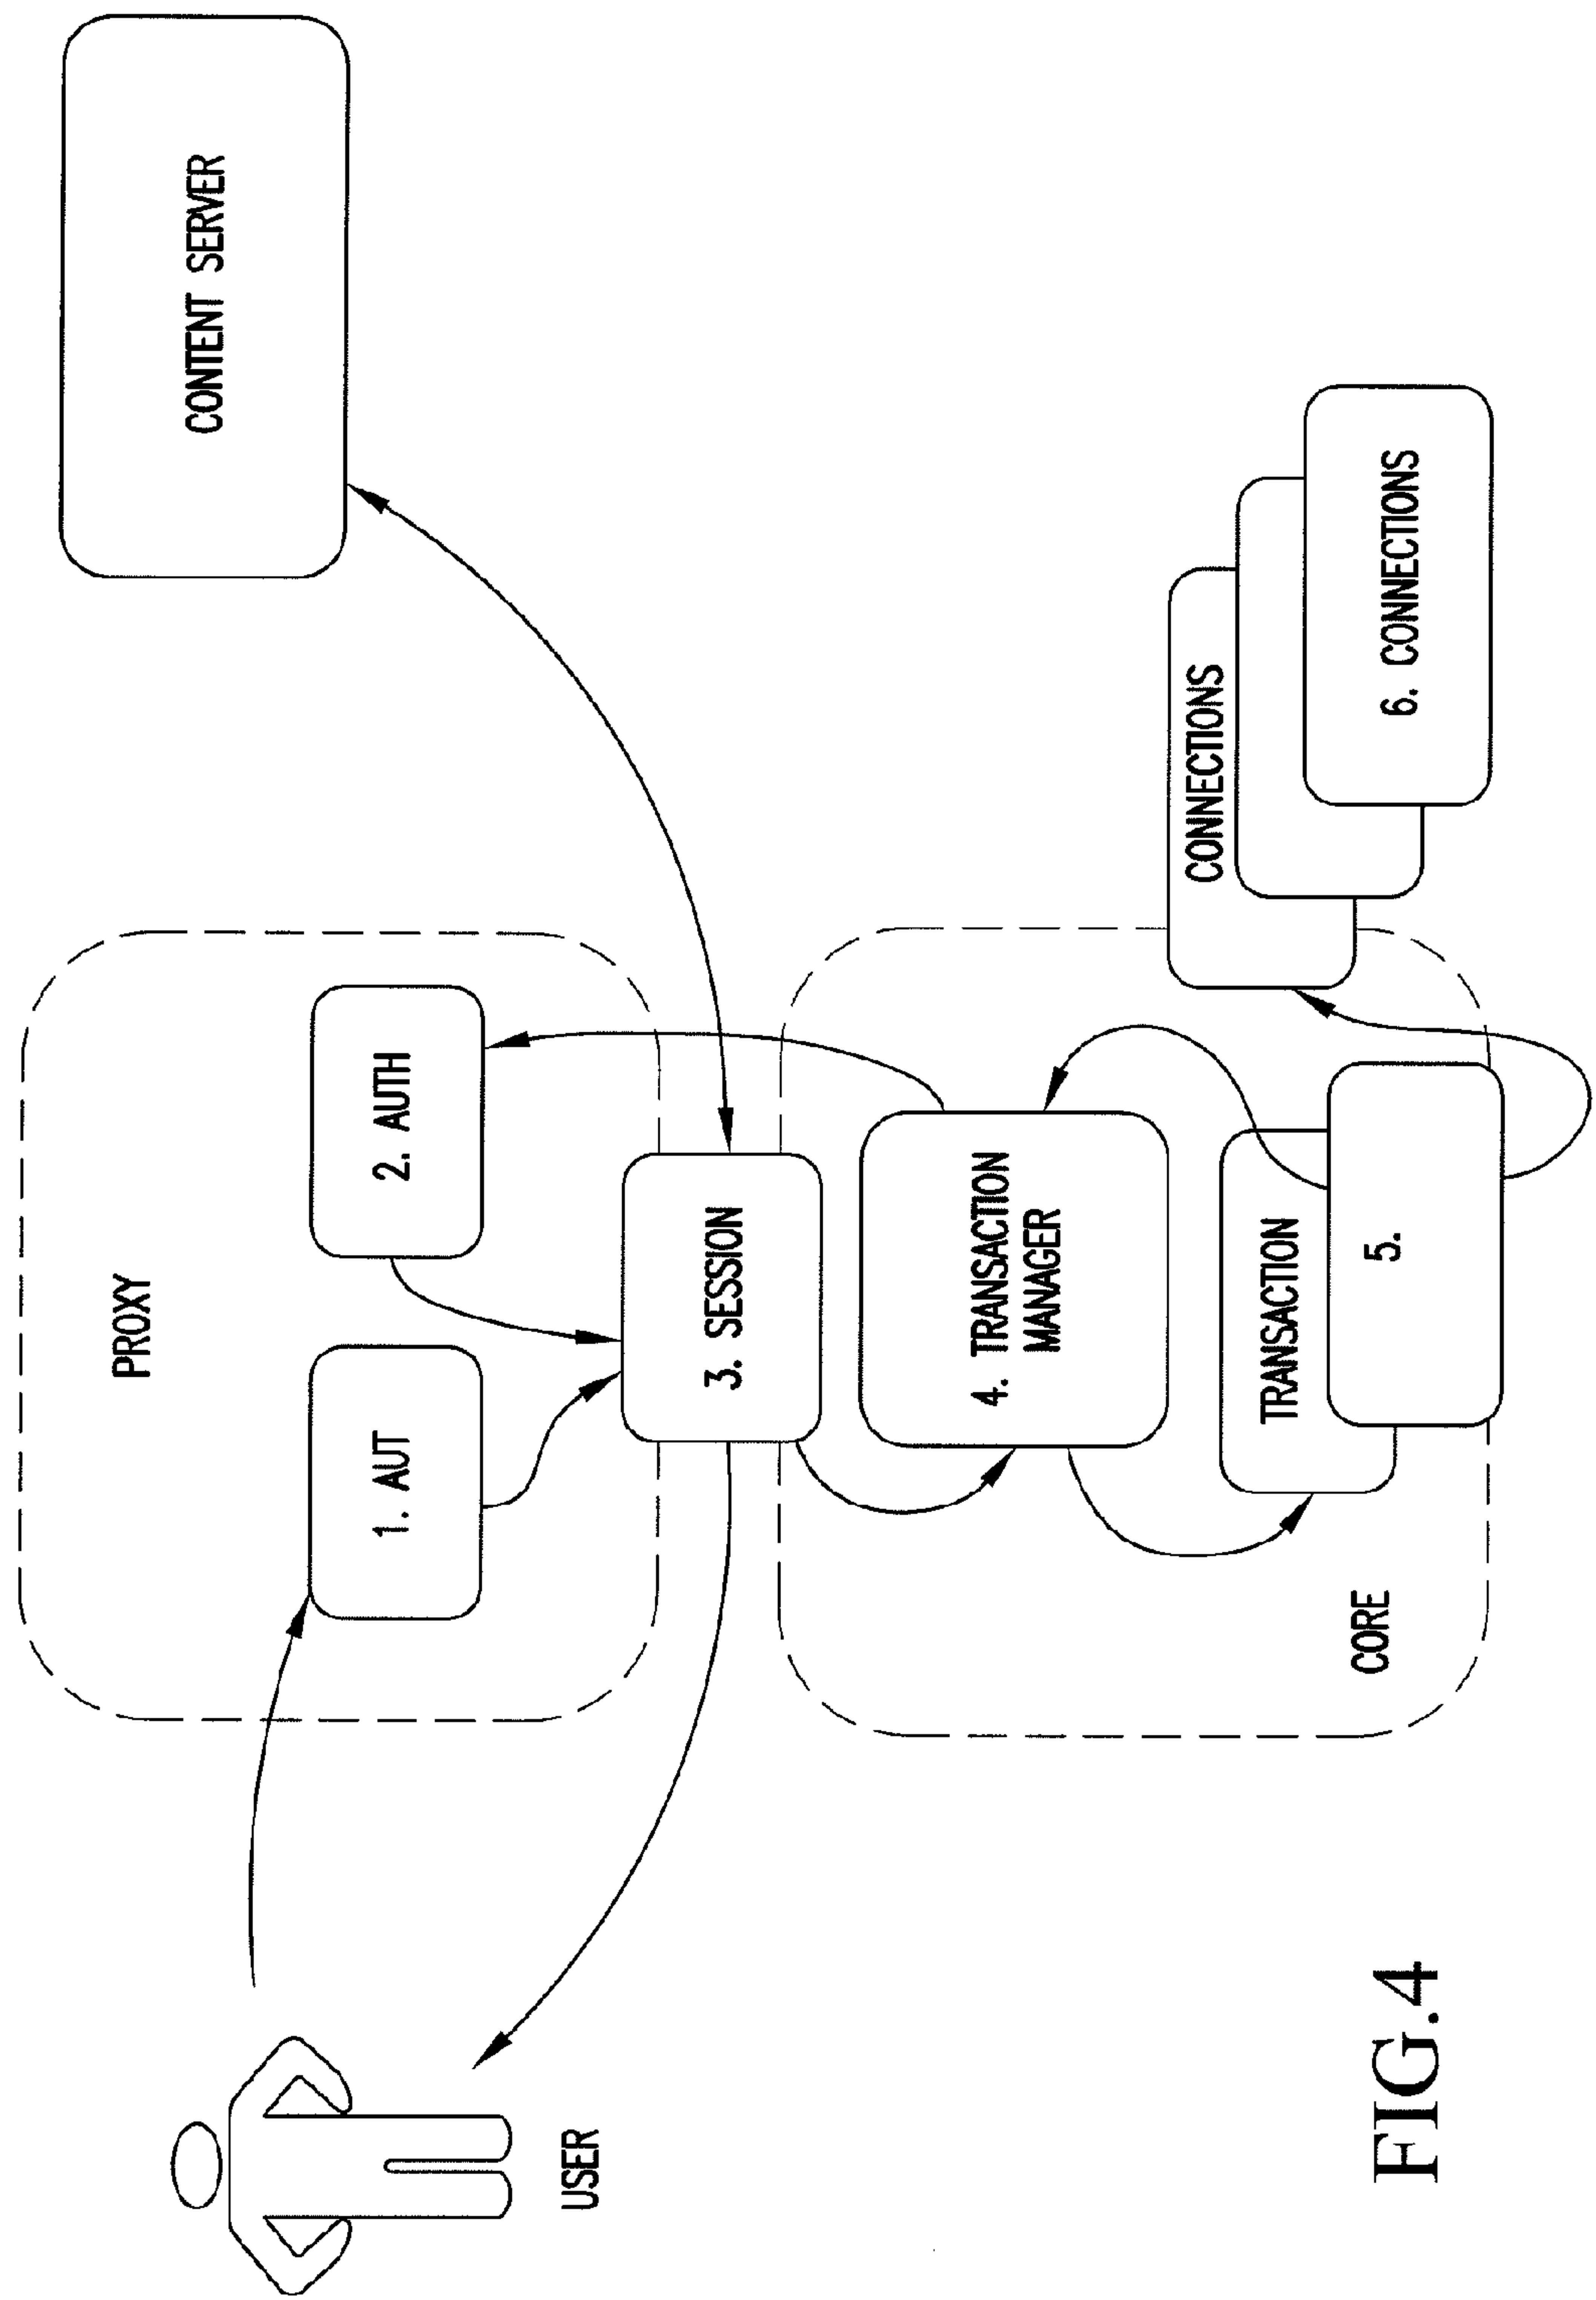 CONTENT SERVER
PROXY
1. AUT
2. AUTH
3. SESSION
4. TRANSACTION
MANAGER
TRANSACTION
5.
CONNECTIONS
6. CONNECTIONS
CORE
USER
FIG.4